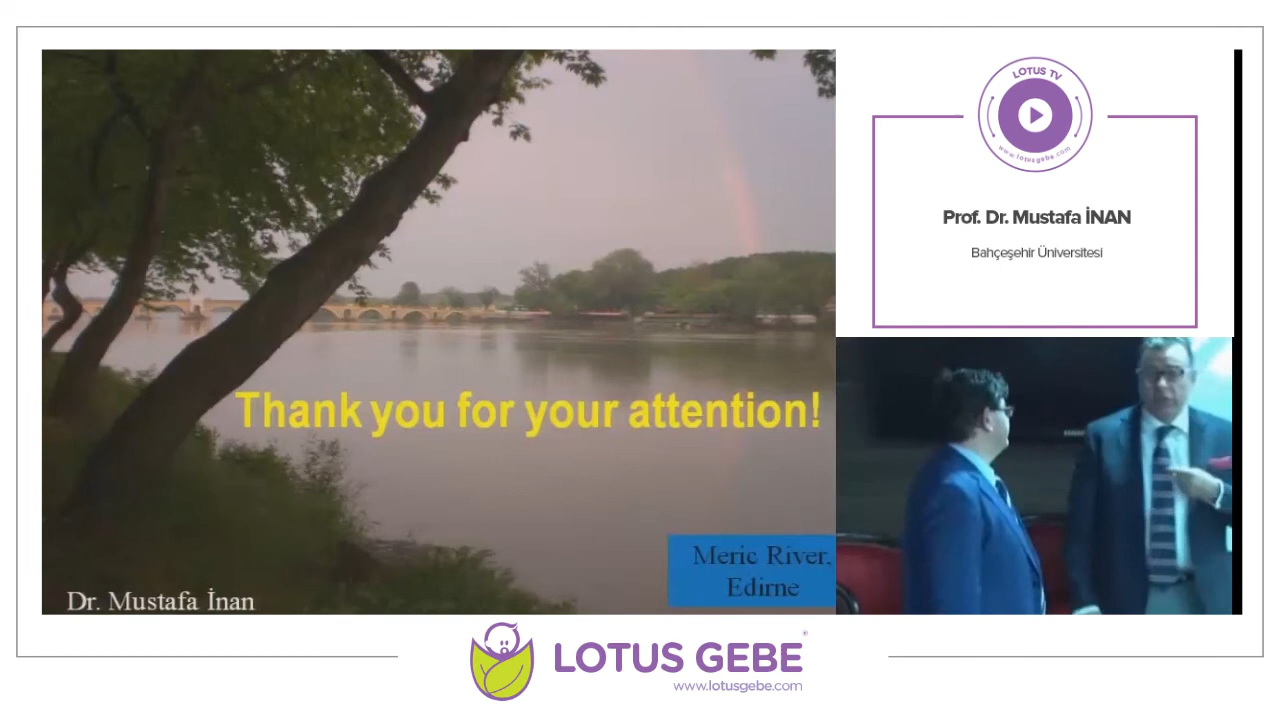 Thank you for your attention!
Meric River,
Edirne
Dr. Mustafa İnan
LOTUS TV
www.lotusgebe.com
Prof. Dr. Mustafa İNAN
Bahçeşehir Üniversitesi
LOTUS GEBE®
www.lotusgebe.com